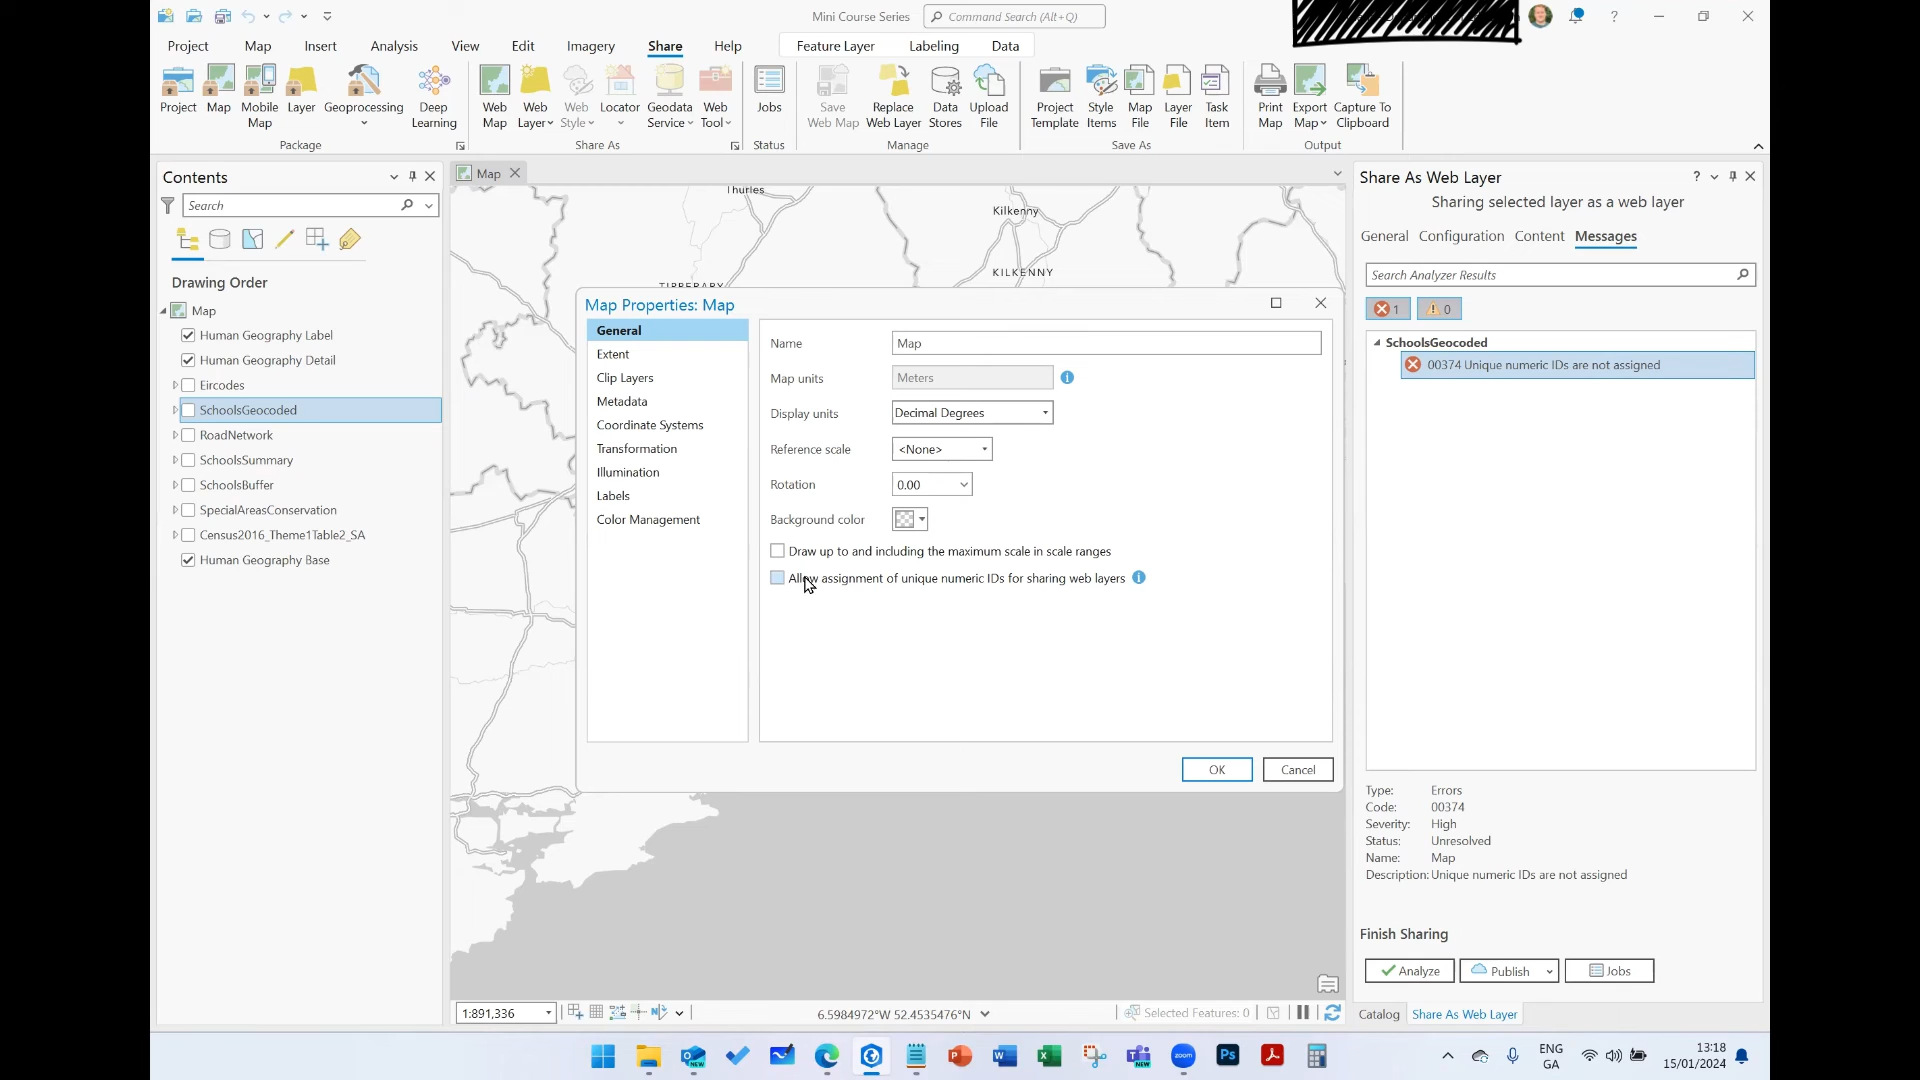 Mini Course Series
Command Search (Alt+Q)
Project Map Insert Analysis View Edit Imagery Share Help Feature Layer Labeling Data
Project
Map
Mobile
Map
Layer
Geoprocessing
Deep
Learning
Package
Web
Map
Web
Layer
Web
Style
Locator
Geodata
Service
Web
Tool
Share As
Jobs
Status
Save
Web Map
Replace
Web Layer
Data
Stores
Upload
File
Manage
Project
Template
Style
Items
Map
File
Layer
File
Task
Item
Save As
Print
Map
Export
Map
Capture To
Clipboard
Output
Contents
Search
Drawing Order
Map
Human Geography Label
Human Geography Detail
Eircodes
SchoolsGeocoded
RoadNetwork
SchoolsSummary
SchoolsBuffer
SpecialAreasConservation
Census2016_Theme1Table2_SA
Human Geography Base
Map
Thurles
Kilkenny
KILKENNY
TIPPERARY
Map Properties: Map
General
Extent
Clip Layers
Metadata
Coordinate Systems
Transformation
Illumination
Labels
Color Management
Name Map
Map units Meters
Display units Decimal Degrees
Reference scale <None>
Rotation 0.00
Background color
Draw up to and including the maximum scale in scale ranges
Allow assignment of unique numeric IDs for sharing web layers
OK Cancel
1:891,336
6.5984972°W 52.4535476°N
Selected Features: 0
Share As Web Layer
Sharing selected layer as a web layer
General Configuration Content Messages
Search Analyzer Results
1 0
SchoolsGeocoded
00374 Unique numeric IDs are not assigned
Type: Errors
Code: 00374
Severity: High
Status: Unresolved
Name: Map
Description: Unique numeric IDs are not assigned
Finish Sharing
Analyze Publish Jobs
Catalog Share As Web Layer
ENG
GA
13:18
15/01/2024